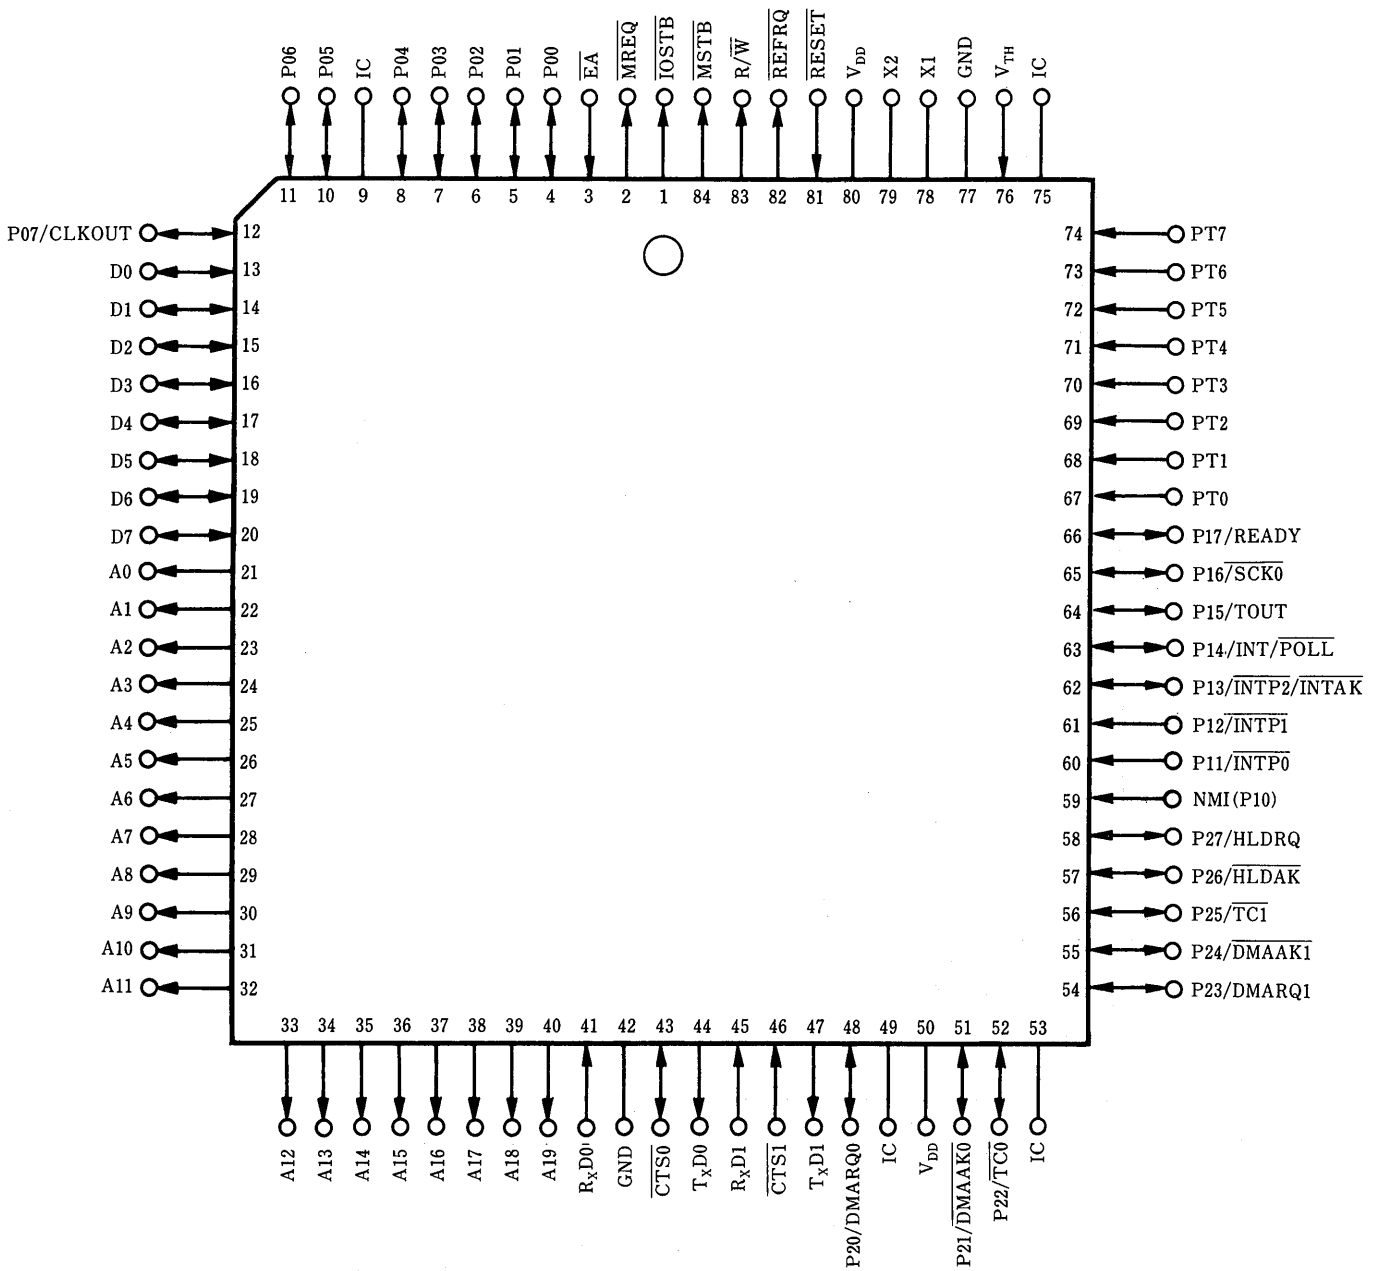 P06 P05 IC P04 P03 P02 P01 P00 EA MREQ IOSTB MSTB R/W REFRQ RESET VDD X2 X1 GND VTH IC
11 10 9 8 7 6 5 4 3 2 1 84 83 82 81 80 79 78 77 76 75
P07/CLKOUT 12 74 PT7
D0 13 73 PT6
D1 14 72 PT5
D2 15 71 PT4
D3 16 70 PT3
D4 17 69 PT2
D5 18 68 PT1
D6 19 67 PT0
D7 20 66 P17/READY
A0 21 65 P16/SCK0
A1 22 64 P15/TOUT
A2 23 63 P14/INT/POLL
A3 24 62 P13/INTP2/INTAK
A4 25 61 P12/INTP1
A5 26 60 P11/INTP0
A6 27 59 NMI(P10)
A7 28 58 P27/HLDRQ
A8 29 57 P26/HLDAK
A9 30 56 P25/TC1
A10 31 55 P24/DMAAK1
A11 32 54 P23/DMARQ1
33 34 35 36 37 38 39 40 41 42 43 44 45 46 47 48 49 50 51 52 53
A12 A13 A14 A15 A16 A17 A18 A19 RXD0 GND CTS0 TXD0 RXD1 CTS1 TXD1 P20/DMARQ0 IC VDD P21/DMAAK0 P22/TC0 IC